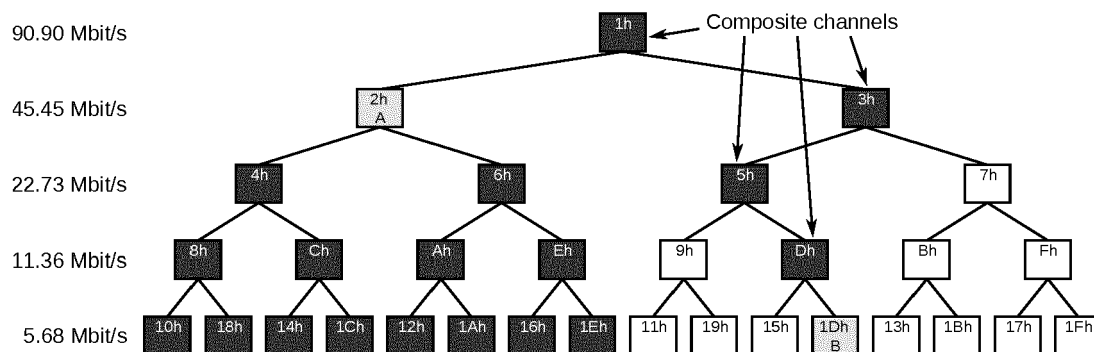 90.90 Mbit/s 1h Composite channels
45.45 Mbit/s 2h 3h
A
22.73 Mbit/s 4h 6h 5h 7h
11.36 Mbit/s 8h Ch Ah Eh 9h Dh Bh Fh
5.68 Mbit/s 10h 18h 14h 1Ch 12h 1Ah 16h 1Eh 11h 19h 15h 1Dh 13h 1Bh 17h 1Fh
B